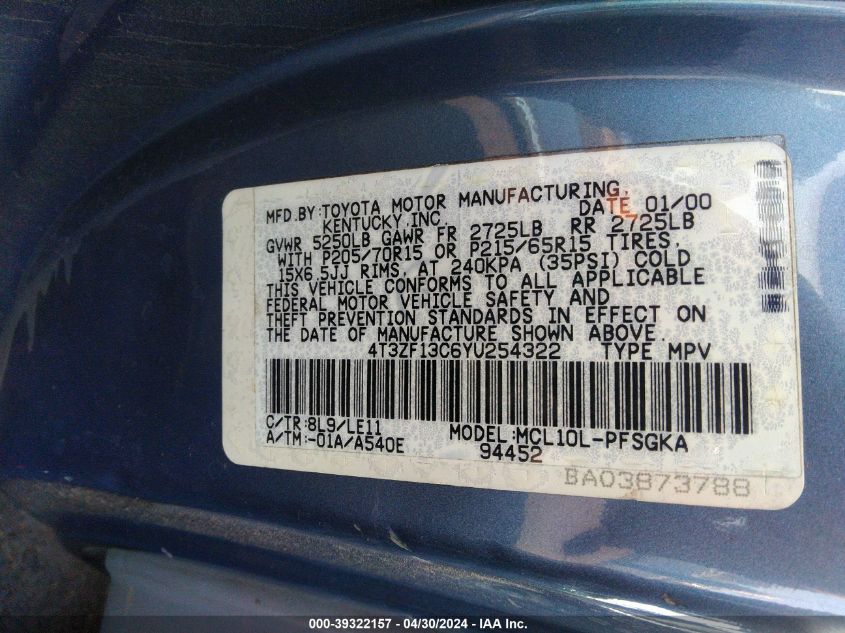 MFD.BY:TOYOTA MOTOR MANUFACTURING,
KENTUCKY,INC. DATE 01/00
GVWR 5250LB GAWR FR 2725LB RR 2725LB
WITH P205/70R15 OR P215/65R15 TIRES,
15X6.5JJ RIMS, AT 240KPA (35PSI) COLD
THIS VEHICLE CONFORMS TO ALL APPLICABLE
FEDERAL MOTOR VEHICLE SAFETY AND
THEFT PREVENTION STANDARDS IN EFFECT ON
THE DATE OF MANUFACTURE SHOWN ABOVE.
4T3ZF13C6YU254322 TYPE MPV
C/TR:8L9/LE11 MODEL:MCL10L-PFSGKA
A/TM:-01A/A540E 94452
BA03873788
000-39322157 - 04/30/2024 - IAA Inc.